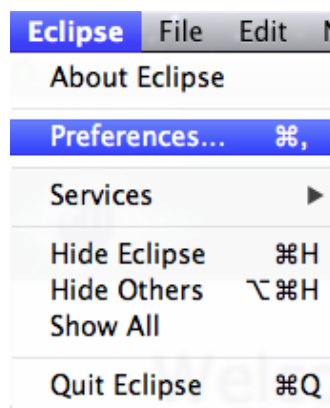 Eclipse File Edit
About Eclipse
Preferences... ⌘,
Services ▶
Hide Eclipse ⌘H
Hide Others ⌥⌘H
Show All
Quit Eclipse ⌘Q